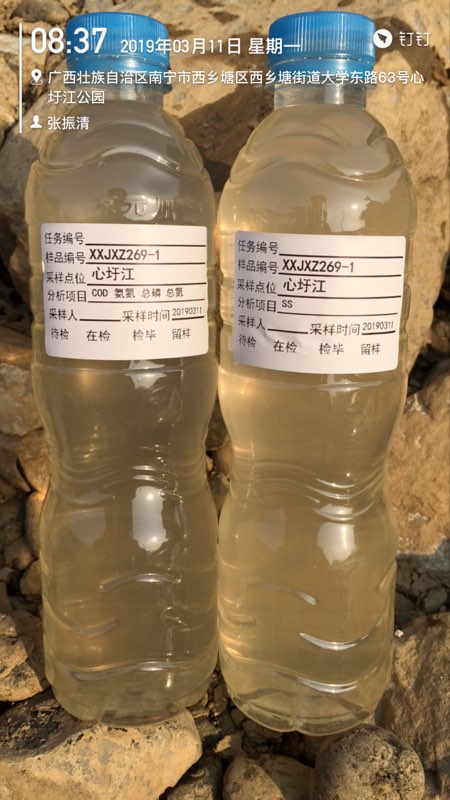 08:37 2019年03月11日 星期一
钉钉
广西壮族自治区南宁市西乡塘区西乡塘街道大学东路63号心
圩江公园
张振清
任务编号
样品编号 XXJXZ269-1
采样点位 心圩江
分析项目 COD 氨氮 总磷 总氮
采样人 采样时间 20190311
待检 在检 检毕 留样
任务编号
样品编号 XXJXZ269-1
采样点位 心圩江
分析项目 SS
采样人 采样时间 20190311
待检 在检 检毕 留样